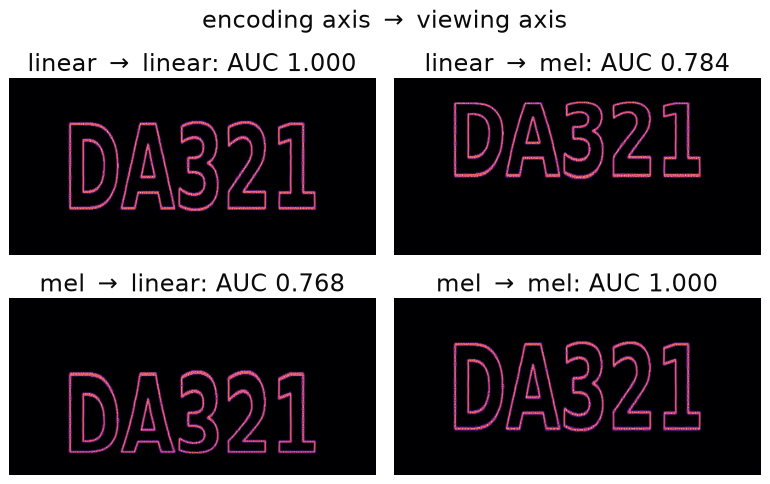 encoding axis → viewing axis
linear → linear: AUC 1.000
linear → mel: AUC 0.784
DA321
DA321
mel → linear: AUC 0.768
mel → mel: AUC 1.000
DA321
DA321